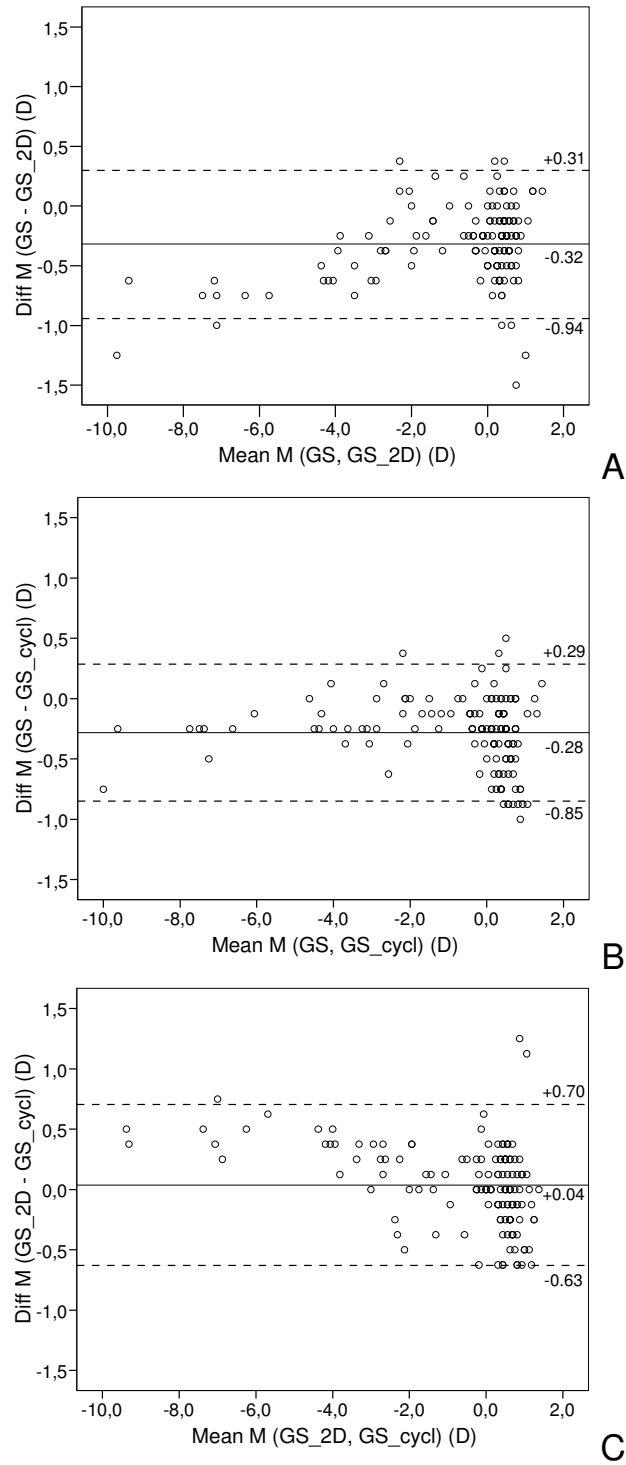 1,5
1,0
0,5
0,0
-0,5
-1,0
-1,5
Diff M (GS - GS_2D) (D)
+0.31
-0.32
-0.94
-10,0 -8,0 -6,0 -4,0 -2,0 0,0 2,0
Mean M (GS, GS_2D) (D)
A
1,5
1,0
0,5
0,0
-0,5
-1,0
-1,5
Diff M (GS - GS_cycl) (D)
+0.29
-0.28
-0.85
-10,0 -8,0 -6,0 -4,0 -2,0 0,0 2,0
Mean M (GS, GS_cycl) (D)
B
1,5
1,0
0,5
0,0
-0,5
-1,0
-1,5
Diff M (GS_2D - GS_cycl) (D)
+0.70
+0.04
-0.63
-10,0 -8,0 -6,0 -4,0 -2,0 0,0 2,0
Mean M (GS_2D, GS_cycl) (D)
C